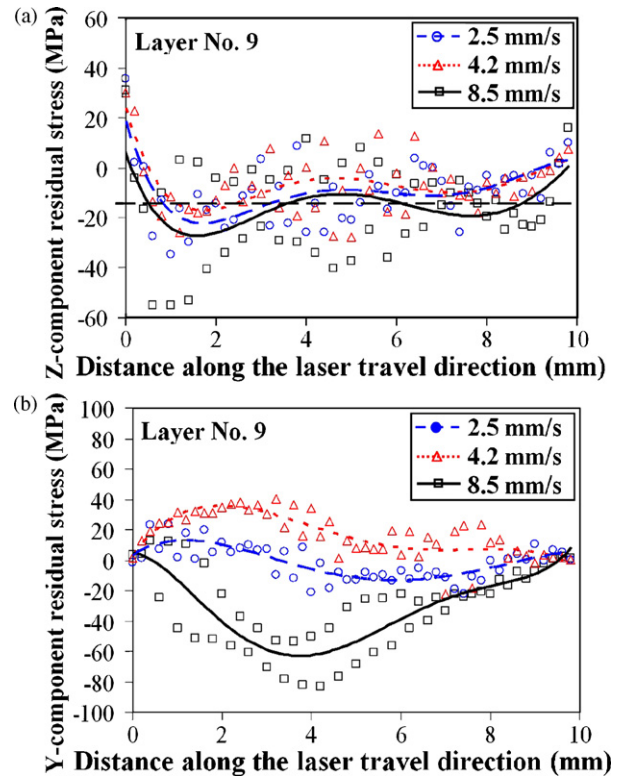 (a)
Z-component residual stress (MPa)
Layer No. 9
2.5 mm/s
4.2 mm/s
8.5 mm/s
60
40
20
0
-20
-40
-60
0 2 4 6 8 10
Distance along the laser travel direction (mm)
(b)
Y-component residual stress (MPa)
Layer No. 9
2.5 mm/s
4.2 mm/s
8.5 mm/s
100
80
60
40
20
0
-20
-40
-60
-80
-100
0 2 4 6 8 10
Distance along the laser travel direction (mm)